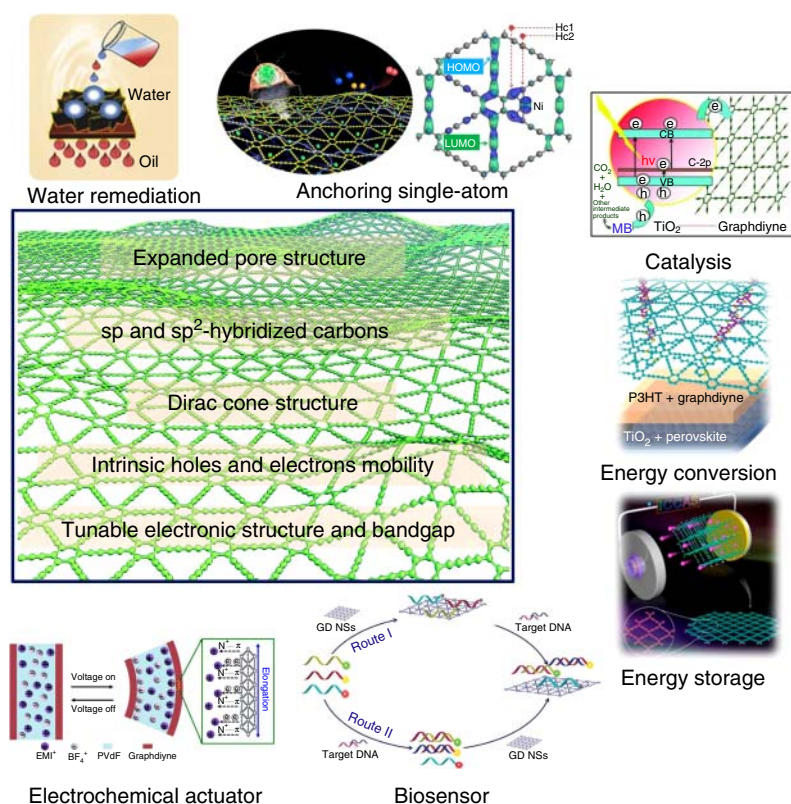 Water
Oil
Water remediation
HOMO
LUMO
Hc1
Hc2
Ni
Anchoring single-atom
e
e
e
CB
hv
e
C-2p
VB
h
h
h
CO2
+
H2O
+
Other
intermediate
products
MB
TiO2
Graphdiyne
Catalysis
Expanded pore structure
sp and sp²-hybridized carbons
Dirac cone structure
Intrinsic holes and electrons mobility
Tunable electronic structure and bandgap
P3HT + graphdiyne
TiO2 + perovskite
Energy conversion
ICCAS
Energy storage
Voltage on
Voltage off
N+ π
N+ π
N+ π
N+ π
Elongation
EMI+
BF4+
PVdF
Graphdiyne
Electrochemical actuator
GD NSs
Route I
Target DNA
Route II
Target DNA
GD NSs
Biosensor